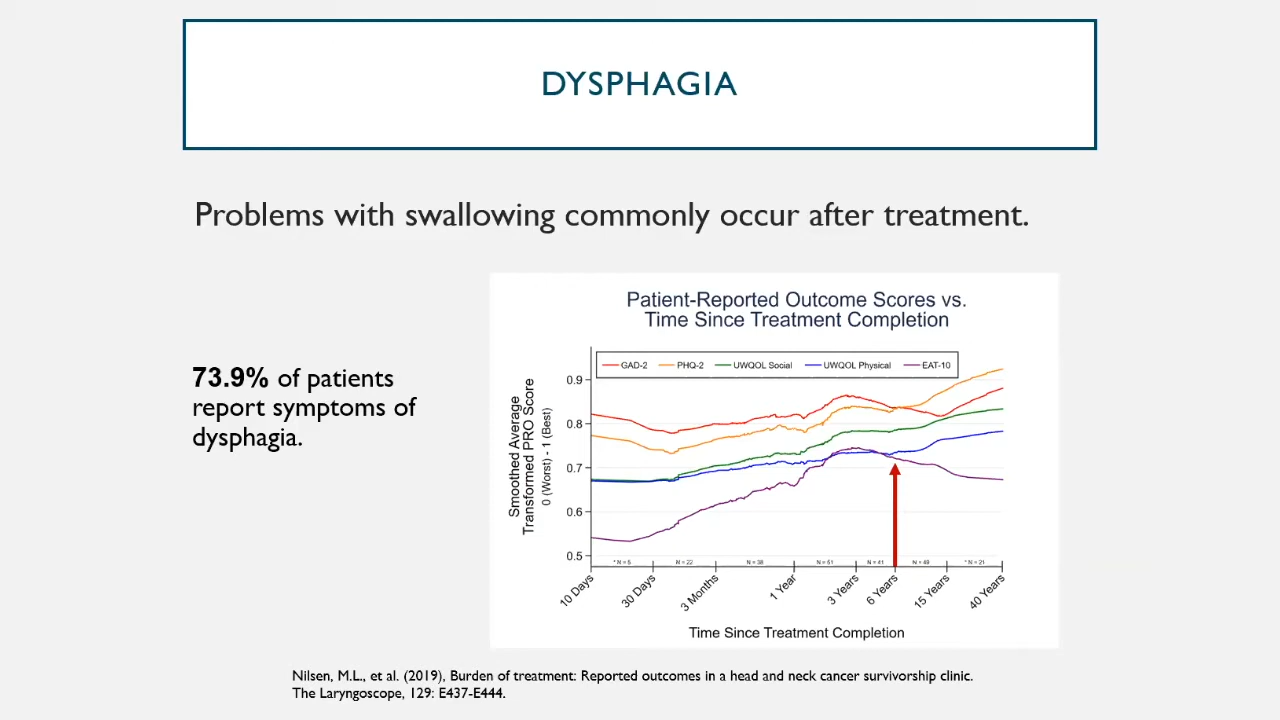 DYSPHAGIA
Problems with swallowing commonly occur after treatment.
73.9% of patients
report symptoms of
dysphagia.
Patient-Reported Outcome Scores vs.
Time Since Treatment Completion
GAD-2 PHQ-2 UWQOL Social UWQOL Physical EAT-10
Smoothed Average
Transformed PRO Score
0 (Worst) - 1 (Best)
0.9
0.8
0.7
0.6
0.5
* N = 5 N = 22 N = 38 N = 51 N = 41 N = 49 * N = 21
10 Days 30 Days 3 Months 1 Year 3 Years 6 Years 15 Years 40 Years
Time Since Treatment Completion
Nilsen, M.L., et al. (2019), Burden of treatment: Reported outcomes in a head and neck cancer survivorship clinic.
The Laryngoscope, 129: E437-E444.